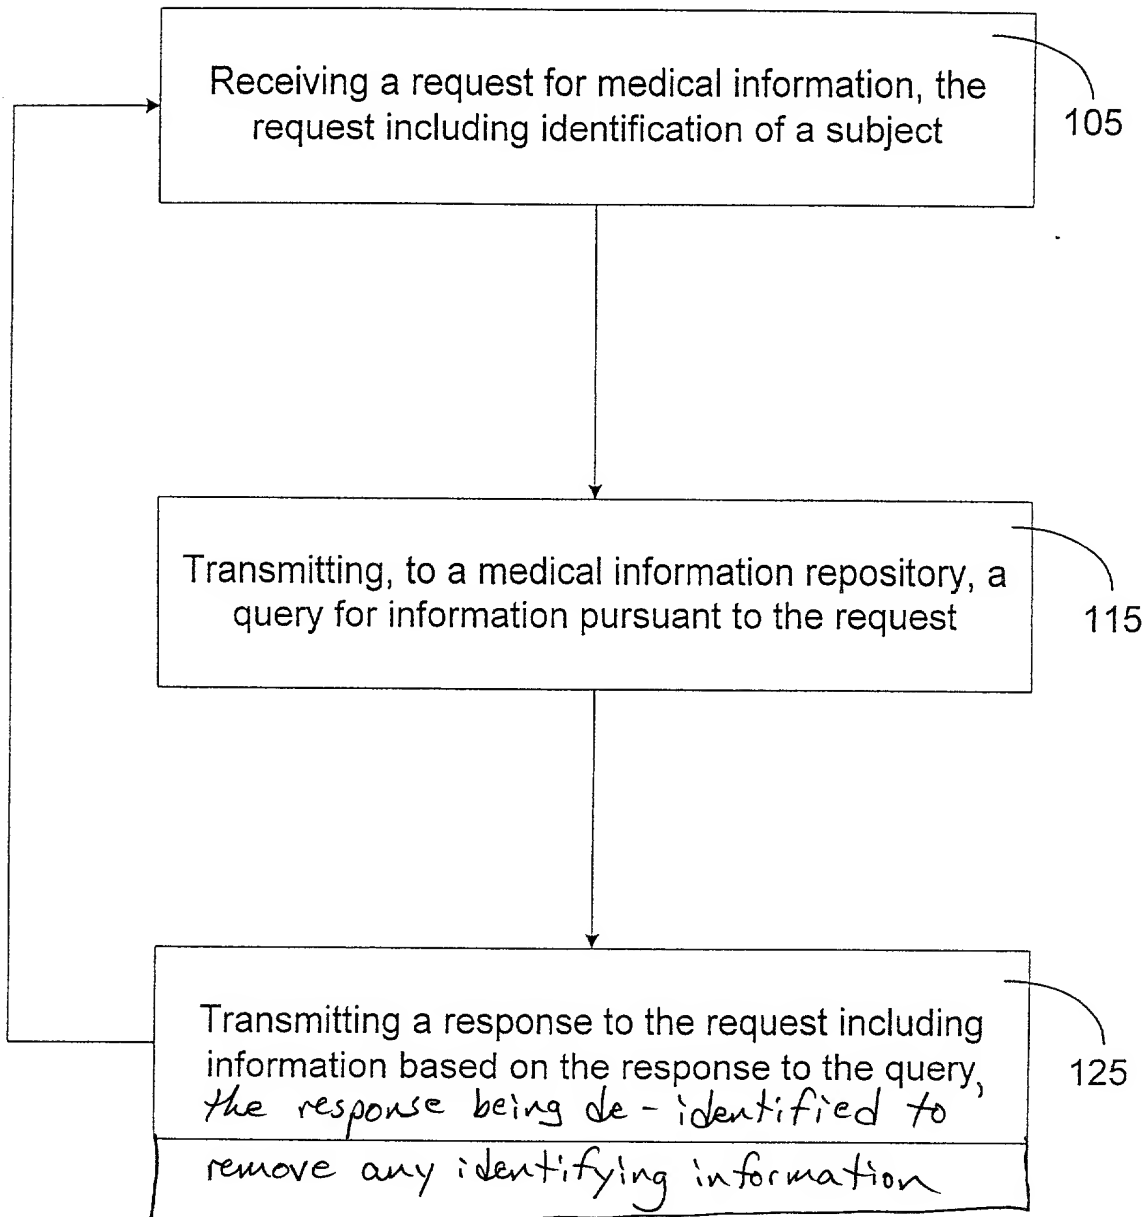 Receiving a request for medical information, the
request including identification of a subject
105
Transmitting, to a medical information repository, a
query for information pursuant to the request
115
Transmitting a response to the request including
information based on the response to the query,
the response being de-identified to
remove any identifying information
125